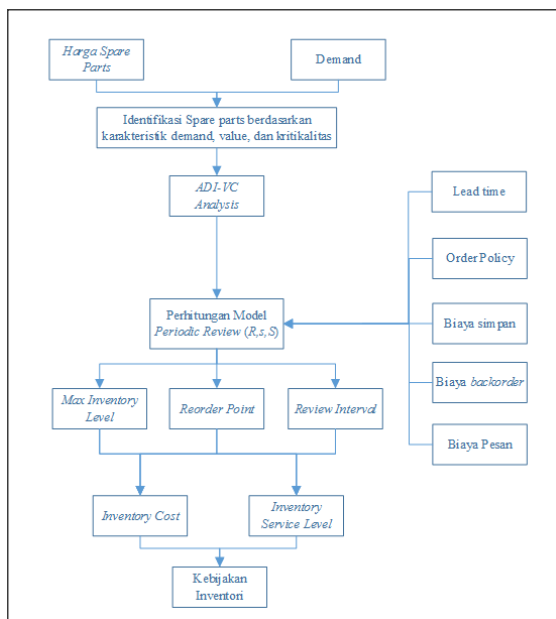 Harga Spare
Parts
Demand
Identifikasi Spare parts berdasarkan
karakteristik demand, value, dan kritikalitas
ADI-VC
Analysis
Lead time
Order Policy
Perhitungan Model
Periodic Review (R,s,S)
Biaya simpan
Biaya backorder
Biaya Pesan
Max Inventory
Level
Reorder Point
Review Interval
Inventory Cost
Inventory
Service Level
Kebijakan
Inventori